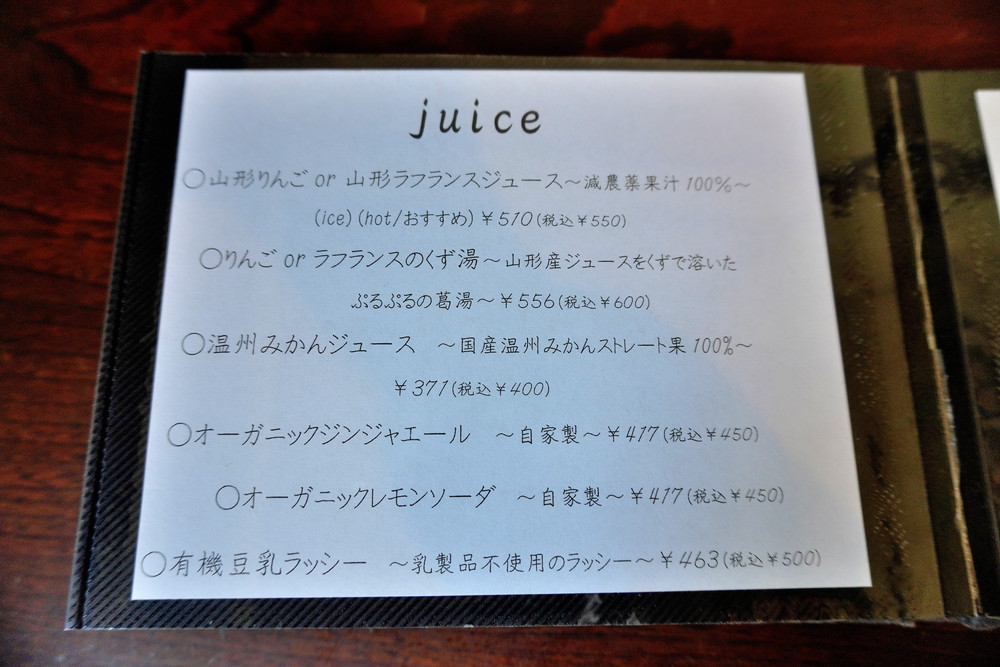 juice
○山形りんご or 山形ラフランスジュース～減農薬果汁100%～
(ice) (hot/おすすめ) ￥510(税込￥550)
○りんご or ラフランスのくず湯～山形産ジュースをくずで溶いた
ぷるぷるの葛湯～￥556(税込￥600)
○温州みかんジュース ～国産温州みかんストレート果100%～
￥371(税込￥400)
○オーガニックジンジャエール ～自家製～￥417(税込￥450)
○オーガニックレモンソーダ ～自家製～￥417(税込￥450)
○有機豆乳ラッシー ～乳製品不使用のラッシー～￥463(税込￥500)